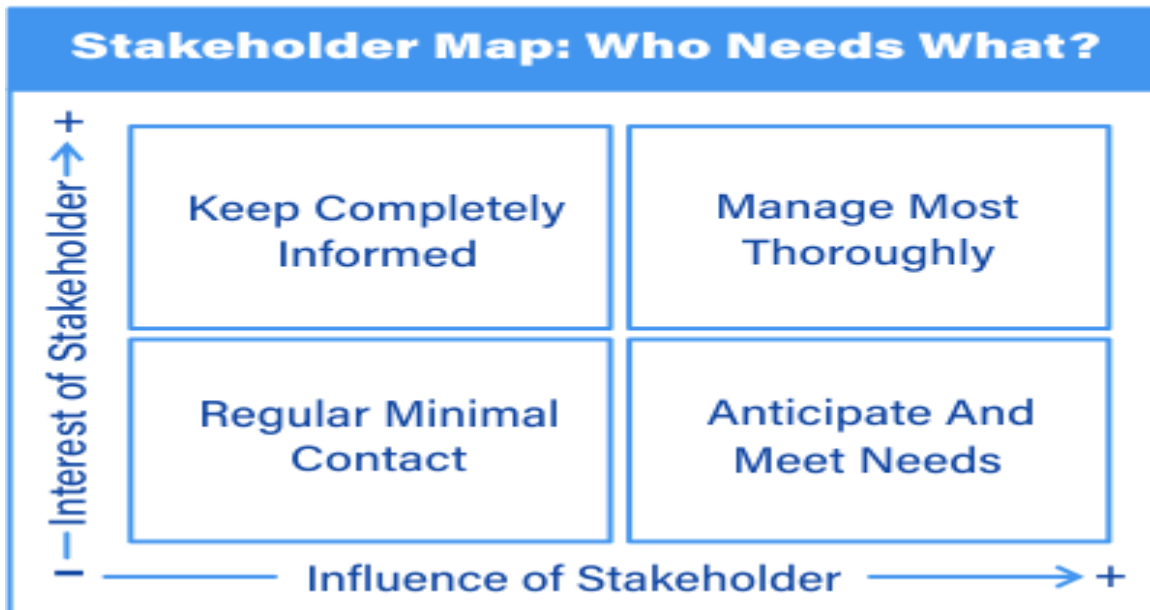 Stakeholder Map: Who Needs What?
+
Interest of Stakeholder
–
Keep Completely
Informed
Manage Most
Thoroughly
Regular Minimal
Contact
Anticipate And
Meet Needs
Influence of Stakeholder
+